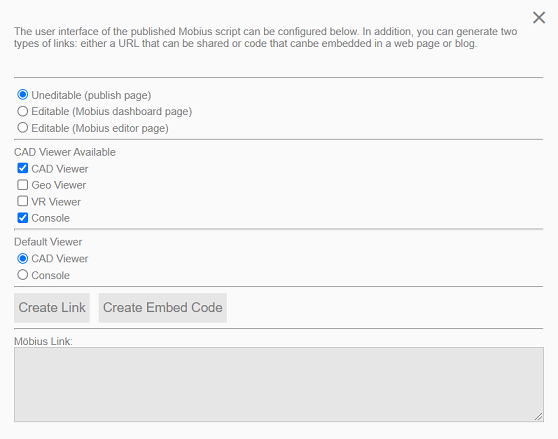 The user interface of the published Mobius script can be configured below. In addition, you can generate two
types of links: either a URL that can be shared or code that canbe embedded in a web page or blog.
Uneditable (publish page)
Editable (Mobius dashboard page)
Editable (Mobius editor page)
CAD Viewer Available
CAD Viewer
Geo Viewer
VR Viewer
Console
Default Viewer
CAD Viewer
Console
Create Link Create Embed Code
Möbius Link: